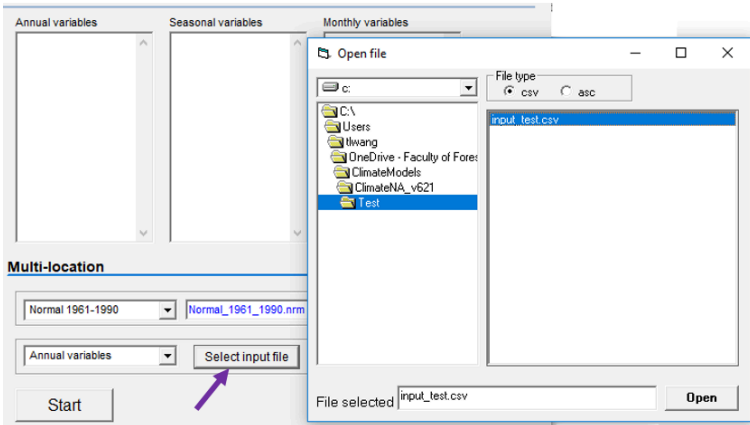 Annual variables
Seasonal variables
Monthly variables
Multi-location
Normal 1961-1990
Normal_1961_1990.nrm
Annual variables
Select input file
Start
Open file
c:
C:\
Users
tlwang
OneDrive - Faculty of Fores
ClimateModels
ClimateNA_v621
Test
File type
csv
asc
input_test.csv
File selected
input_test.csv
Open